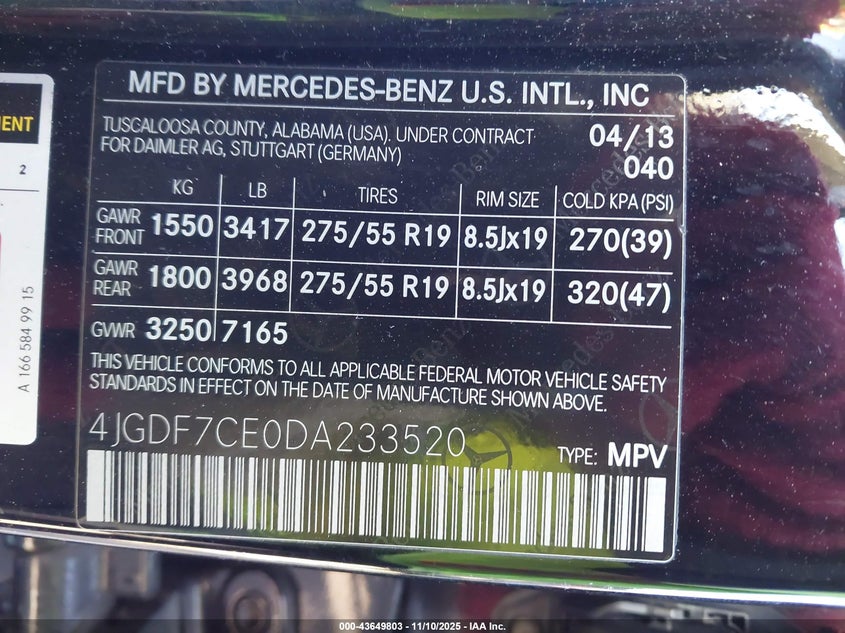 MENT
2
A 166 584 99 15
MFD BY MERCEDES-BENZ U.S. INTL., INC
TUSCALOOSA COUNTY, ALABAMA (USA). UNDER CONTRACT 04/13
FOR DAIMLER AG, STUTTGART (GERMANY) 040
KG LB TIRES RIM SIZE COLD KPA (PSI)
GAWR FRONT 1550 3417 275/55 R19 8.5Jx19 270(39)
GAWR REAR 1800 3968 275/55 R19 8.5Jx19 320(47)
GVWR 3250 7165
THIS VEHICLE CONFORMS TO ALL APPLICABLE FEDERAL MOTOR VEHICLE SAFETY
STANDARDS IN EFFECT ON THE DATE OF MANUFACTURE SHOWN ABOVE.
4JGDF7CE0DA233520
TYPE: MPV
000-43649803 - 11/10/2025 - IAA Inc.